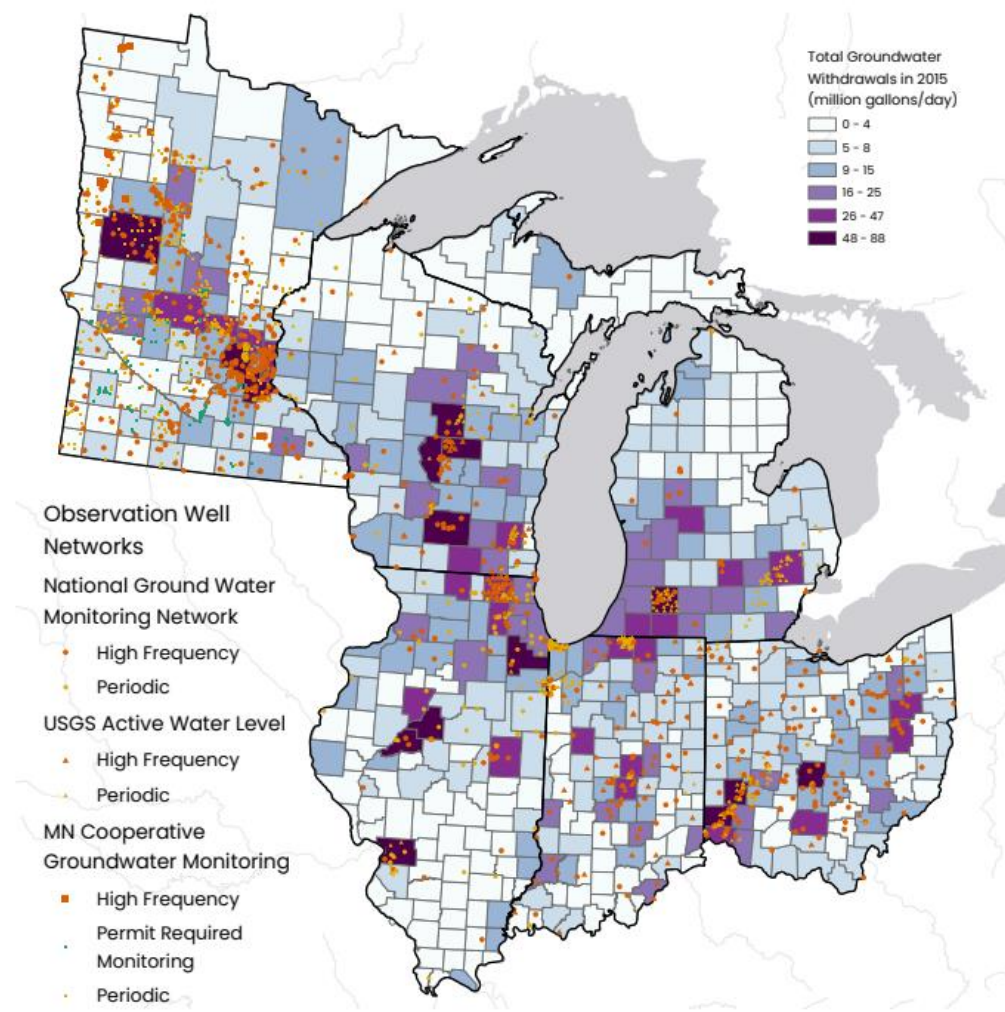 Total Groundwater
Withdrawals in 2015
(million gallons/day)
0 - 4
5 - 8
9 - 15
16 - 25
26 - 47
48 - 88
Observation Well
Networks
National Ground Water
Monitoring Network
High Frequency
Periodic
USGS Active Water Level
High Frequency
Periodic
MN Cooperative
Groundwater Monitoring
High Frequency
Permit Required
Monitoring
Periodic